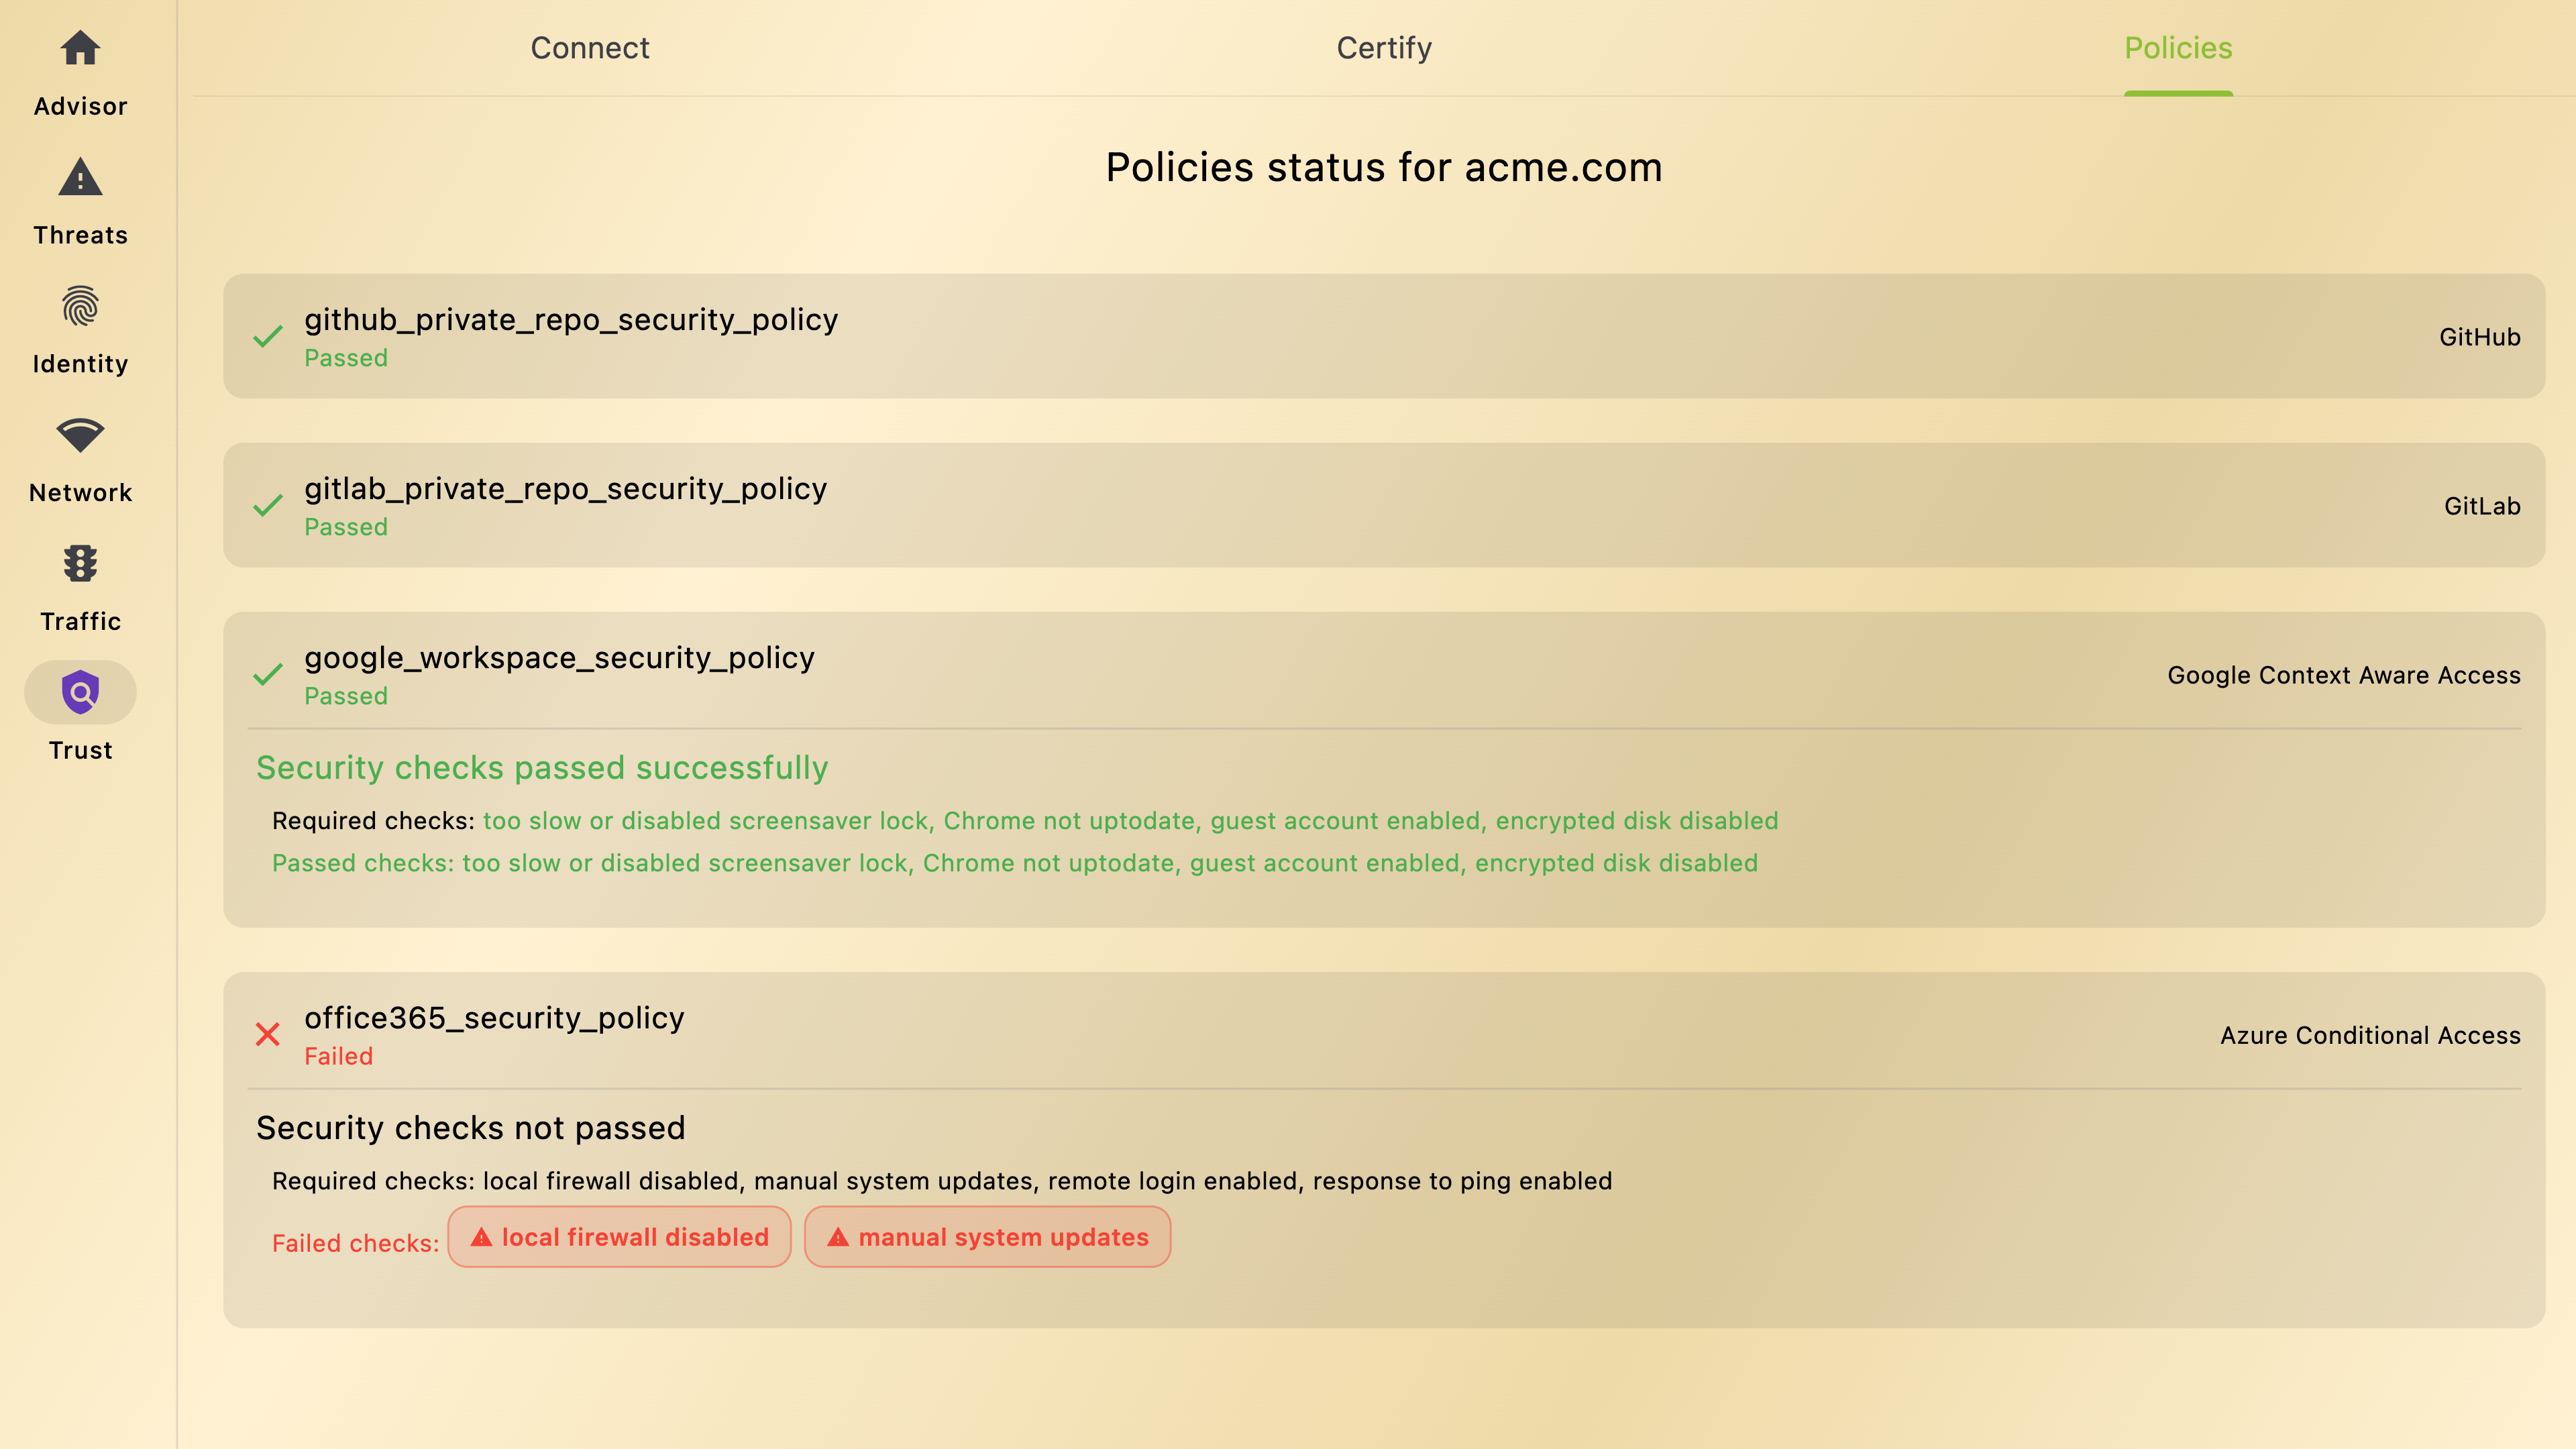 Advisor
Threats
Identity
Network
Traffic
Trust
Connect
Certify
Policies
Policies status for acme.com
github_private_repo_security_policy
Passed
GitHub
gitlab_private_repo_security_policy
Passed
GitLab
google_workspace_security_policy
Passed
Google Context Aware Access
Security checks passed successfully
Required checks: too slow or disabled screensaver lock, Chrome not uptodate, guest account enabled, encrypted disk disabled
Passed checks: too slow or disabled screensaver lock, Chrome not uptodate, guest account enabled, encrypted disk disabled
office365_security_policy
Failed
Azure Conditional Access
Security checks not passed
Required checks: local firewall disabled, manual system updates, remote login enabled, response to ping enabled
Failed checks: local firewall disabled manual system updates